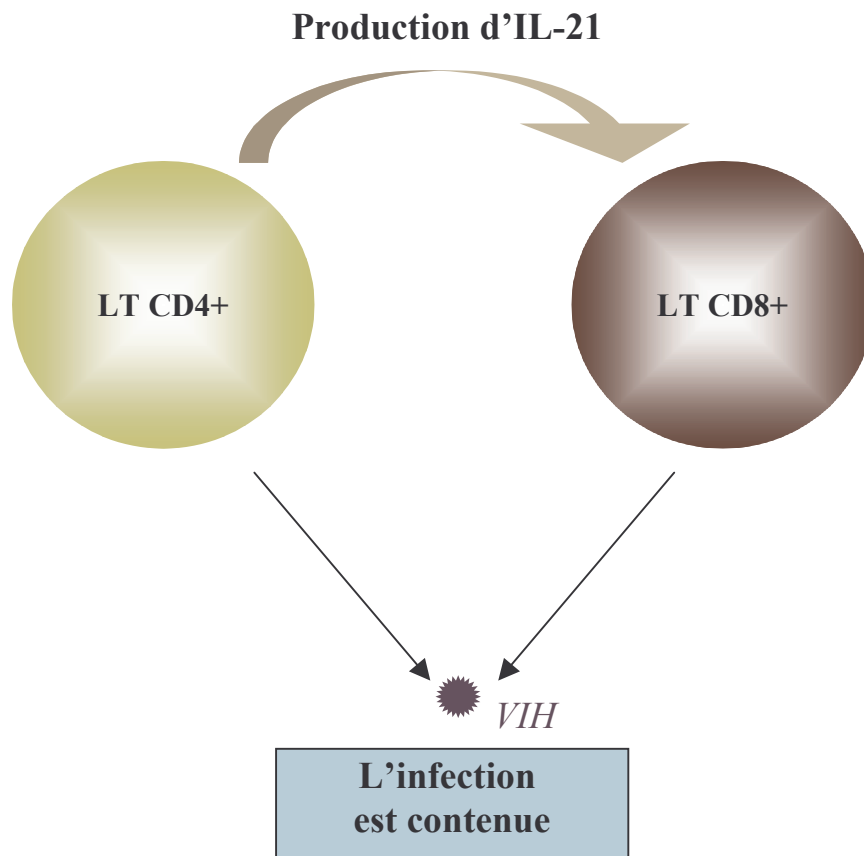 Production d’IL-21
LT CD4+
LT CD8+
VIH
L’infection
est contenue